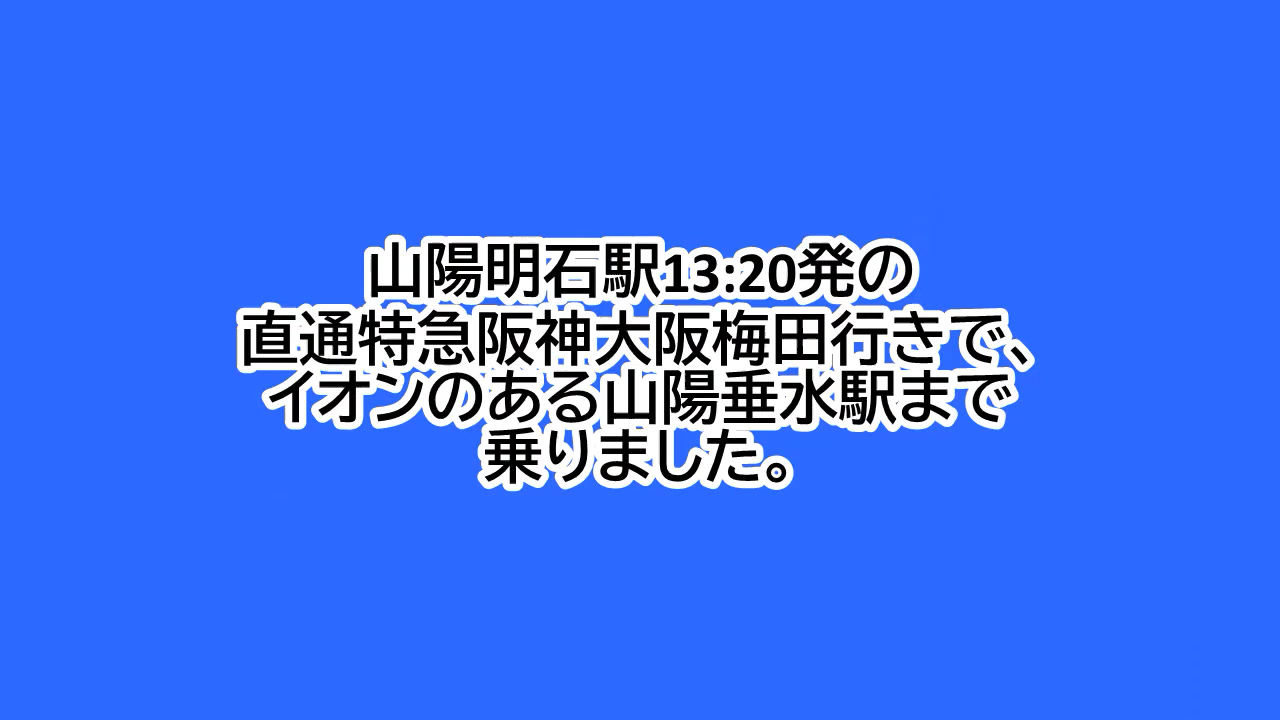 山陽明石駅13:20発の
直通特急阪神大阪梅田行きで、
イオンのある山陽垂水駅まで
乗りました。